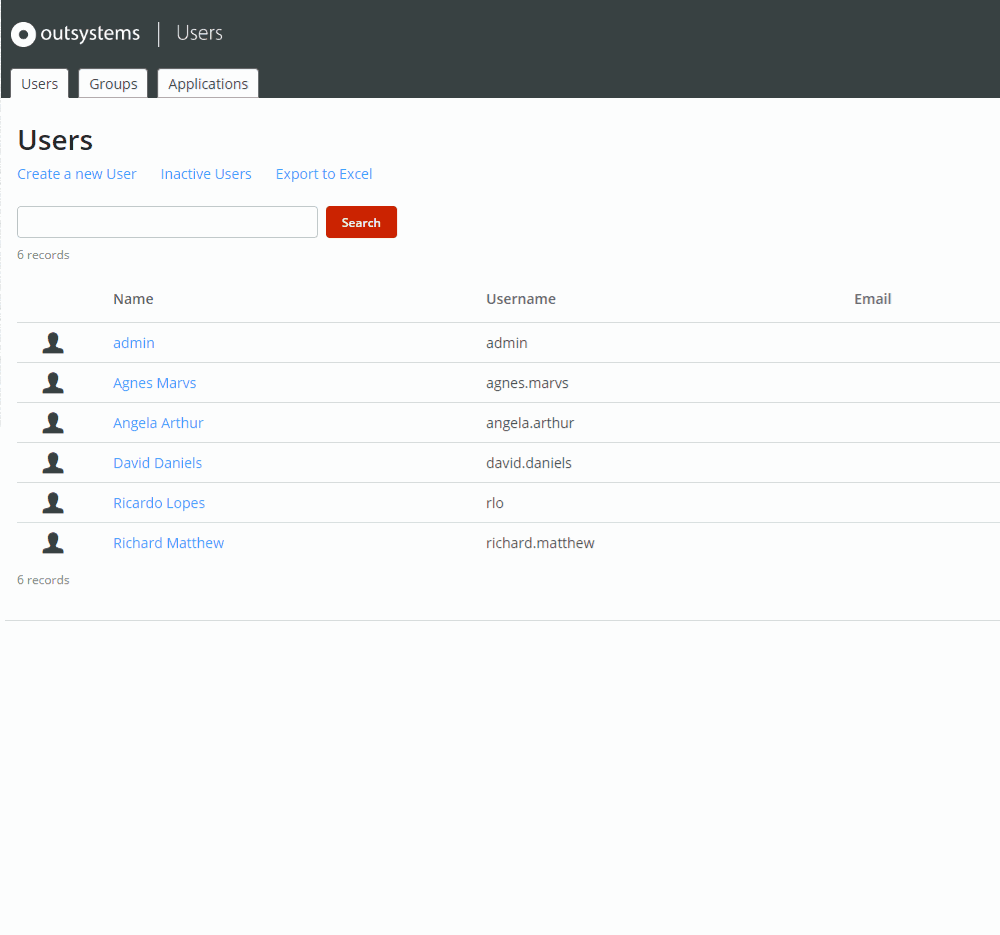 outsystems | Users
Users Groups Applications
Users
Create a new User Inactive Users Export to Excel
Search
6 records
Name Username Email
admin admin
Agnes Marvs agnes.marvs
Angela Arthur angela.arthur
David Daniels david.daniels
Ricardo Lopes rlo
Richard Matthew richard.matthew
6 records